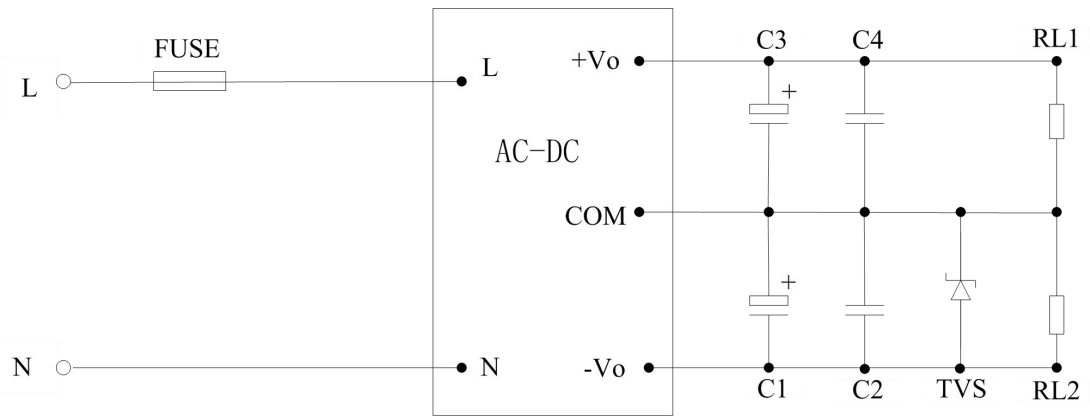 FUSE
L
L
AC-DC
+Vo
C3
C4
RL1
+
COM
+
N
N
-Vo
C1
C2
TVS
RL2